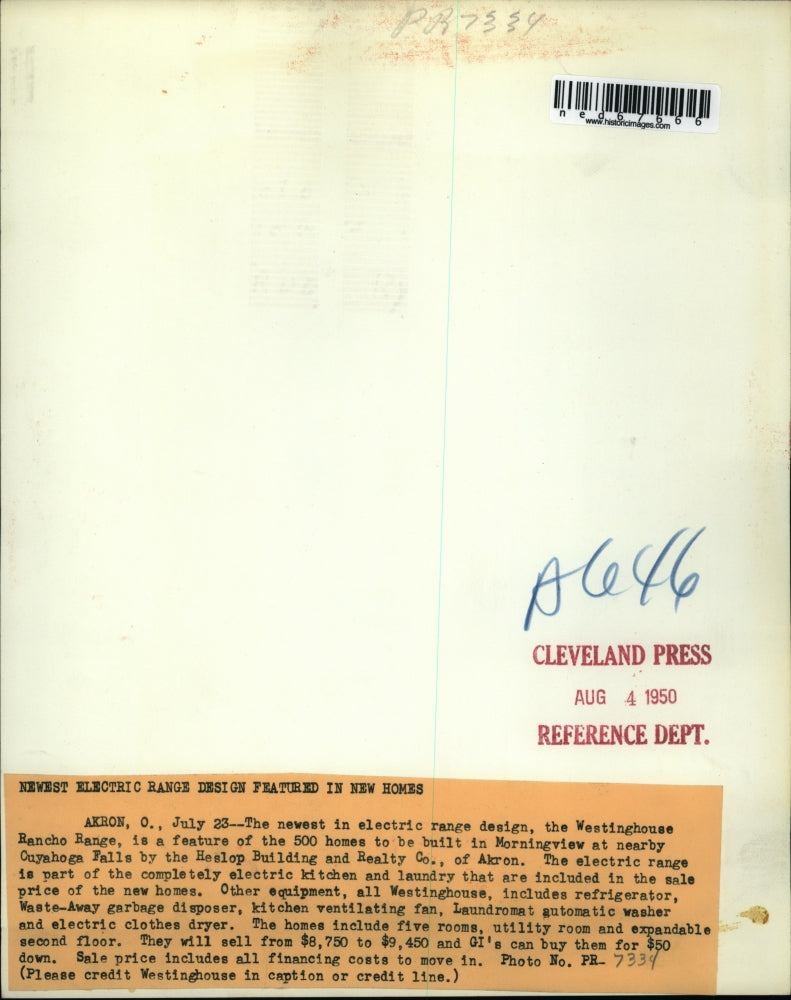 PR 7334
ned67666
www.historicimages.com
A646
CLEVELAND PRESS
AUG 4 1950
REFERENCE DEPT.
NEWEST ELECTRIC RANGE DESIGN FEATURED IN NEW HOMES
AKRON, O., July 23--The newest in electric range design, the Westinghouse
Rancho Range, is a feature of the 500 homes to be built in Morningview at nearby
Cuyahoga Falls by the Heslop Building and Realty Co., of Akron. The electric range
is part of the completely electric kitchen and laundry that are included in the sale
price of the new homes. Other equipment, all Westinghouse, includes refrigerator,
Waste-Away garbage disposer, kitchen ventilating fan, Laundromat automatic washer
and electric clothes dryer. The homes include five rooms, utility room and expandable
second floor. They will sell from $8,750 to $9,450 and GI's can buy them for $50
down. Sale price includes all financing costs to move in. Photo No. PR- 7334
(Please credit Westinghouse in caption or credit line.)